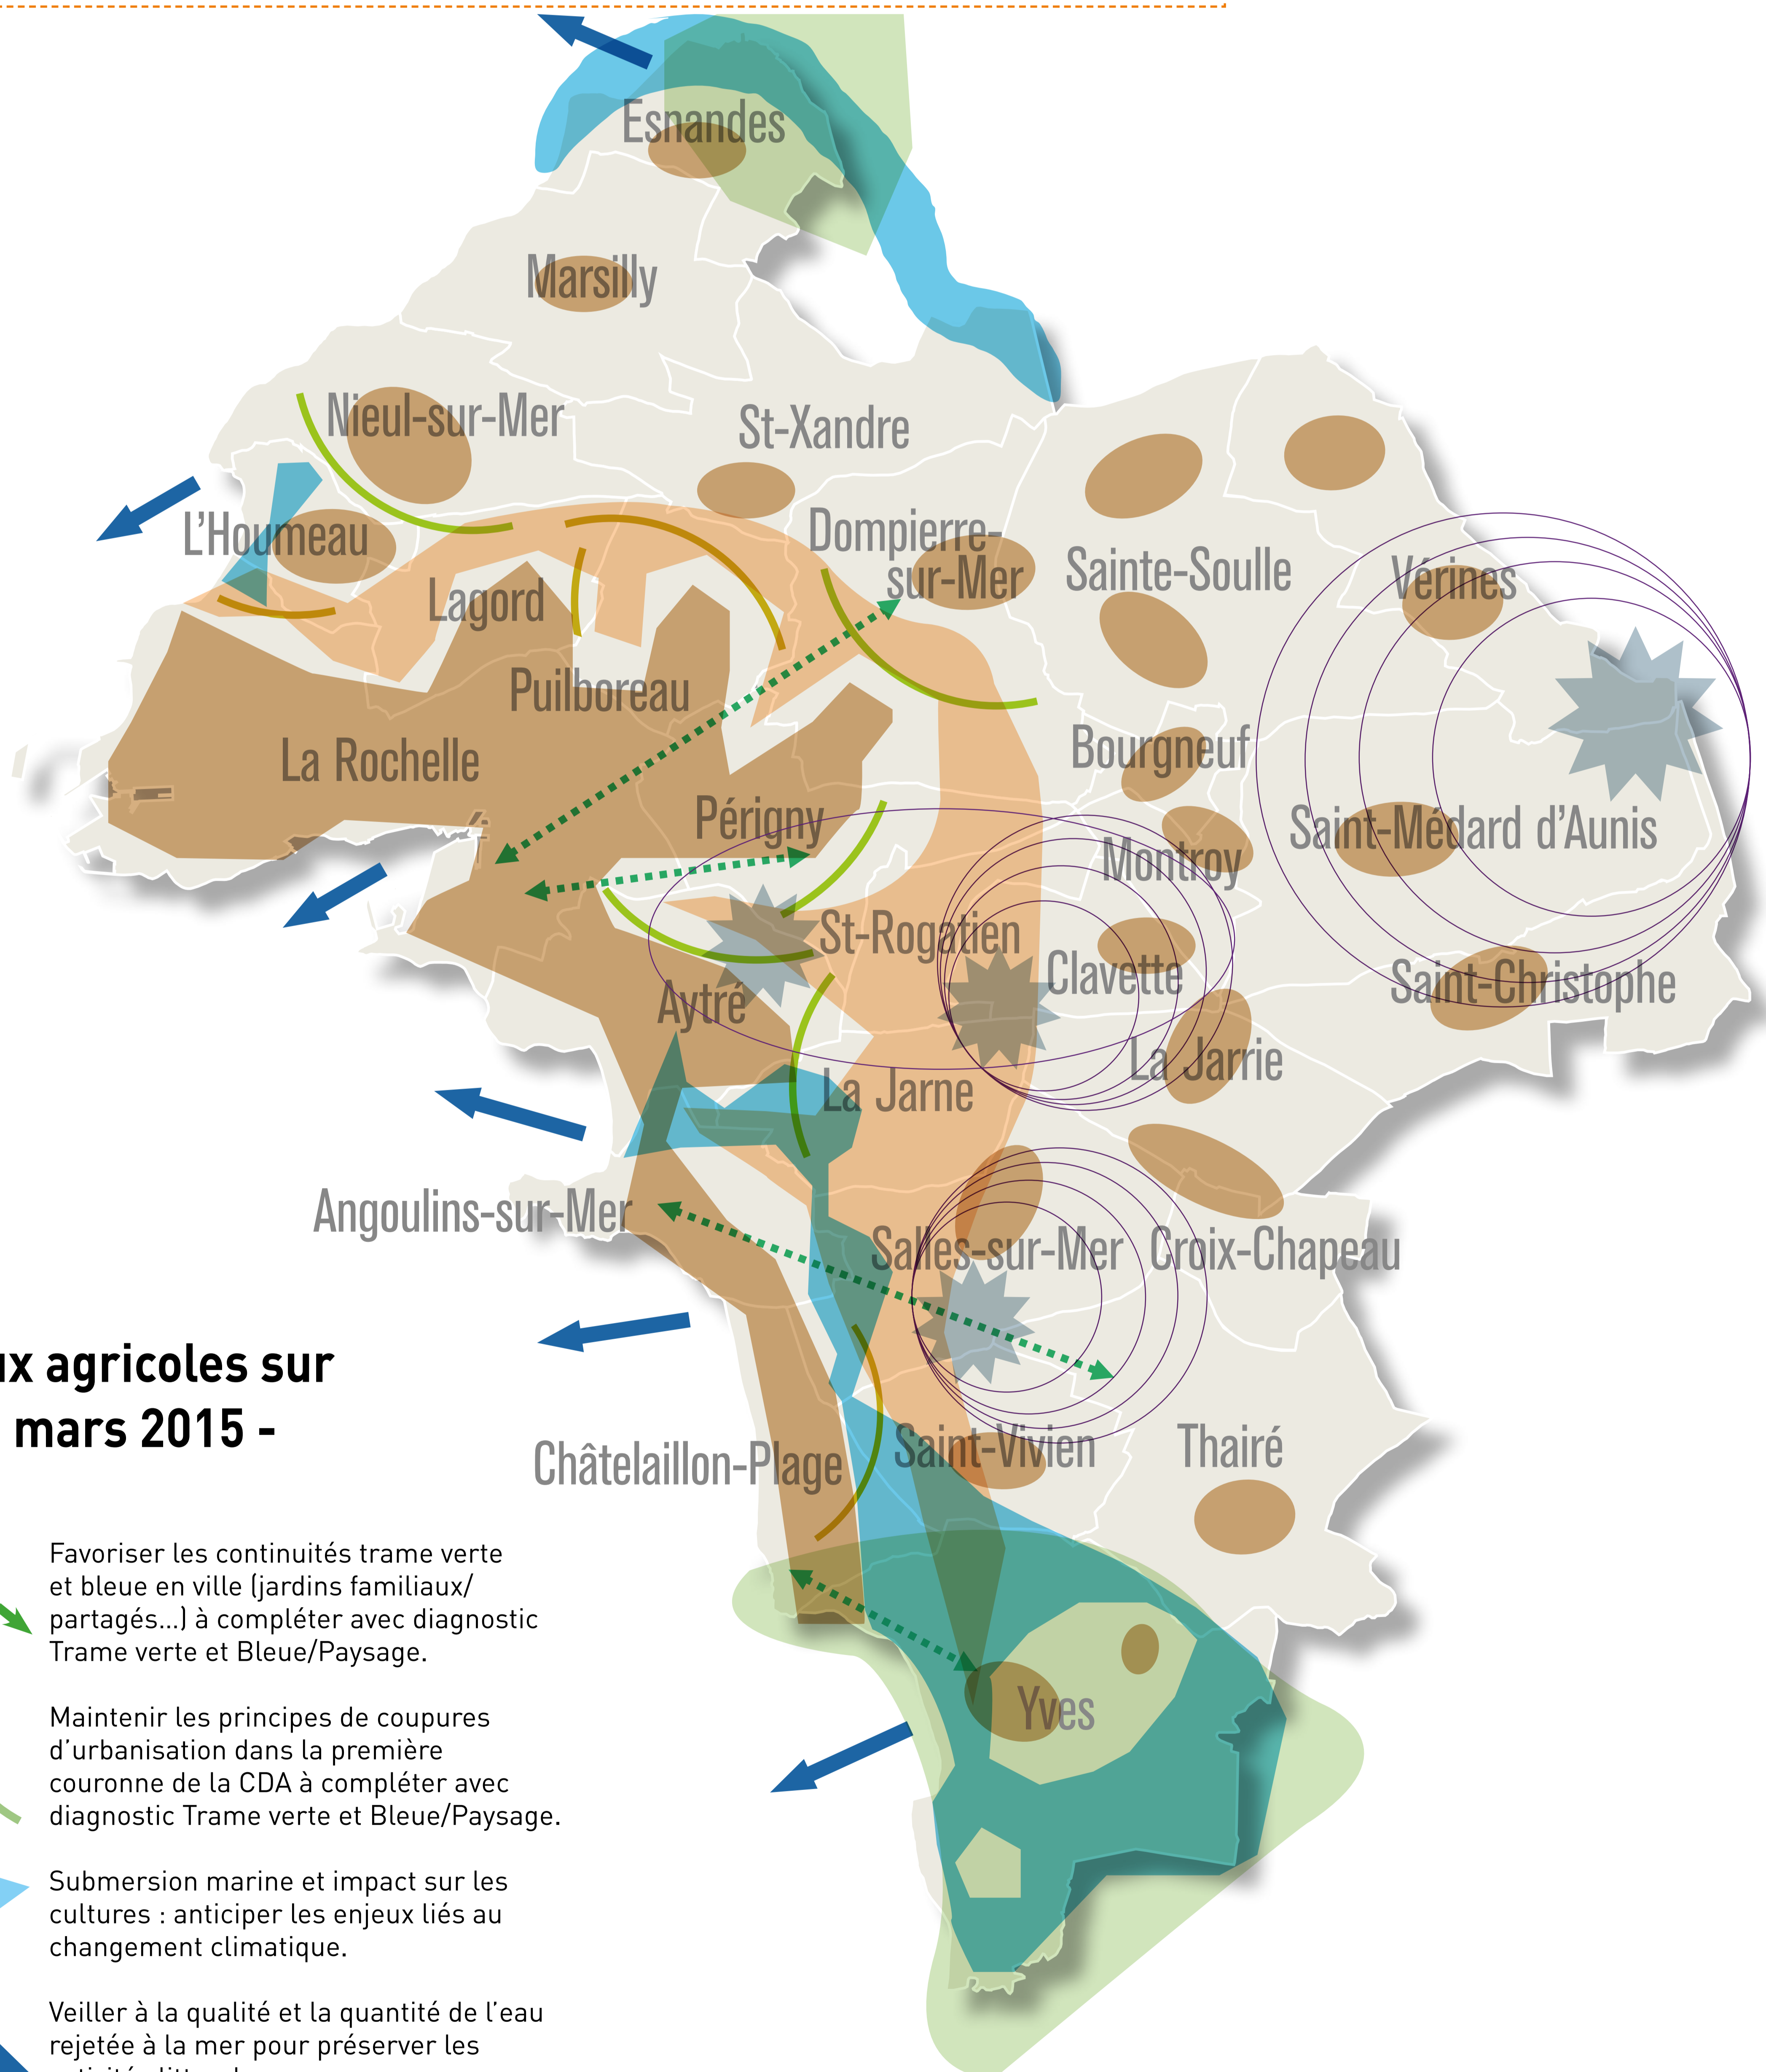 Esnandes
Marsilly
Nieul-sur-Mer
St-Xandre
L'Houmeau
Dompierre-
sur-Mer
Sainte-Soulle
Vérines
Lagord
Puilboreau
La Rochelle
Bourgneuf
Périgny
Montroy
Saint-Médard d'Aunis
St-Rogatien
Clavette
Saint-Christophe
Aytré
La Jarne
La Jarrie
Angoulins-sur-Mer
Salles-sur-Mer
Croix-Chapeau
Châtelaillon-Plage
Saint-Vivien
Thairé
Yves
ux agricoles sur
mars 2015 -
Favoriser les continuités trame verte
et bleue en ville (jardins familiaux/
partagés...) à compléter avec diagnostic
Trame verte et Bleue/Paysage.
Maintenir les principes de coupures
d'urbanisation dans la première
couronne de la CDA à compléter avec
diagnostic Trame verte et Bleue/Paysage.
Submersion marine et impact sur les
cultures : anticiper les enjeux liés au
changement climatique.
Veiller à la qualité et la quantité de l'eau
rejetée à la mer pour préserver les